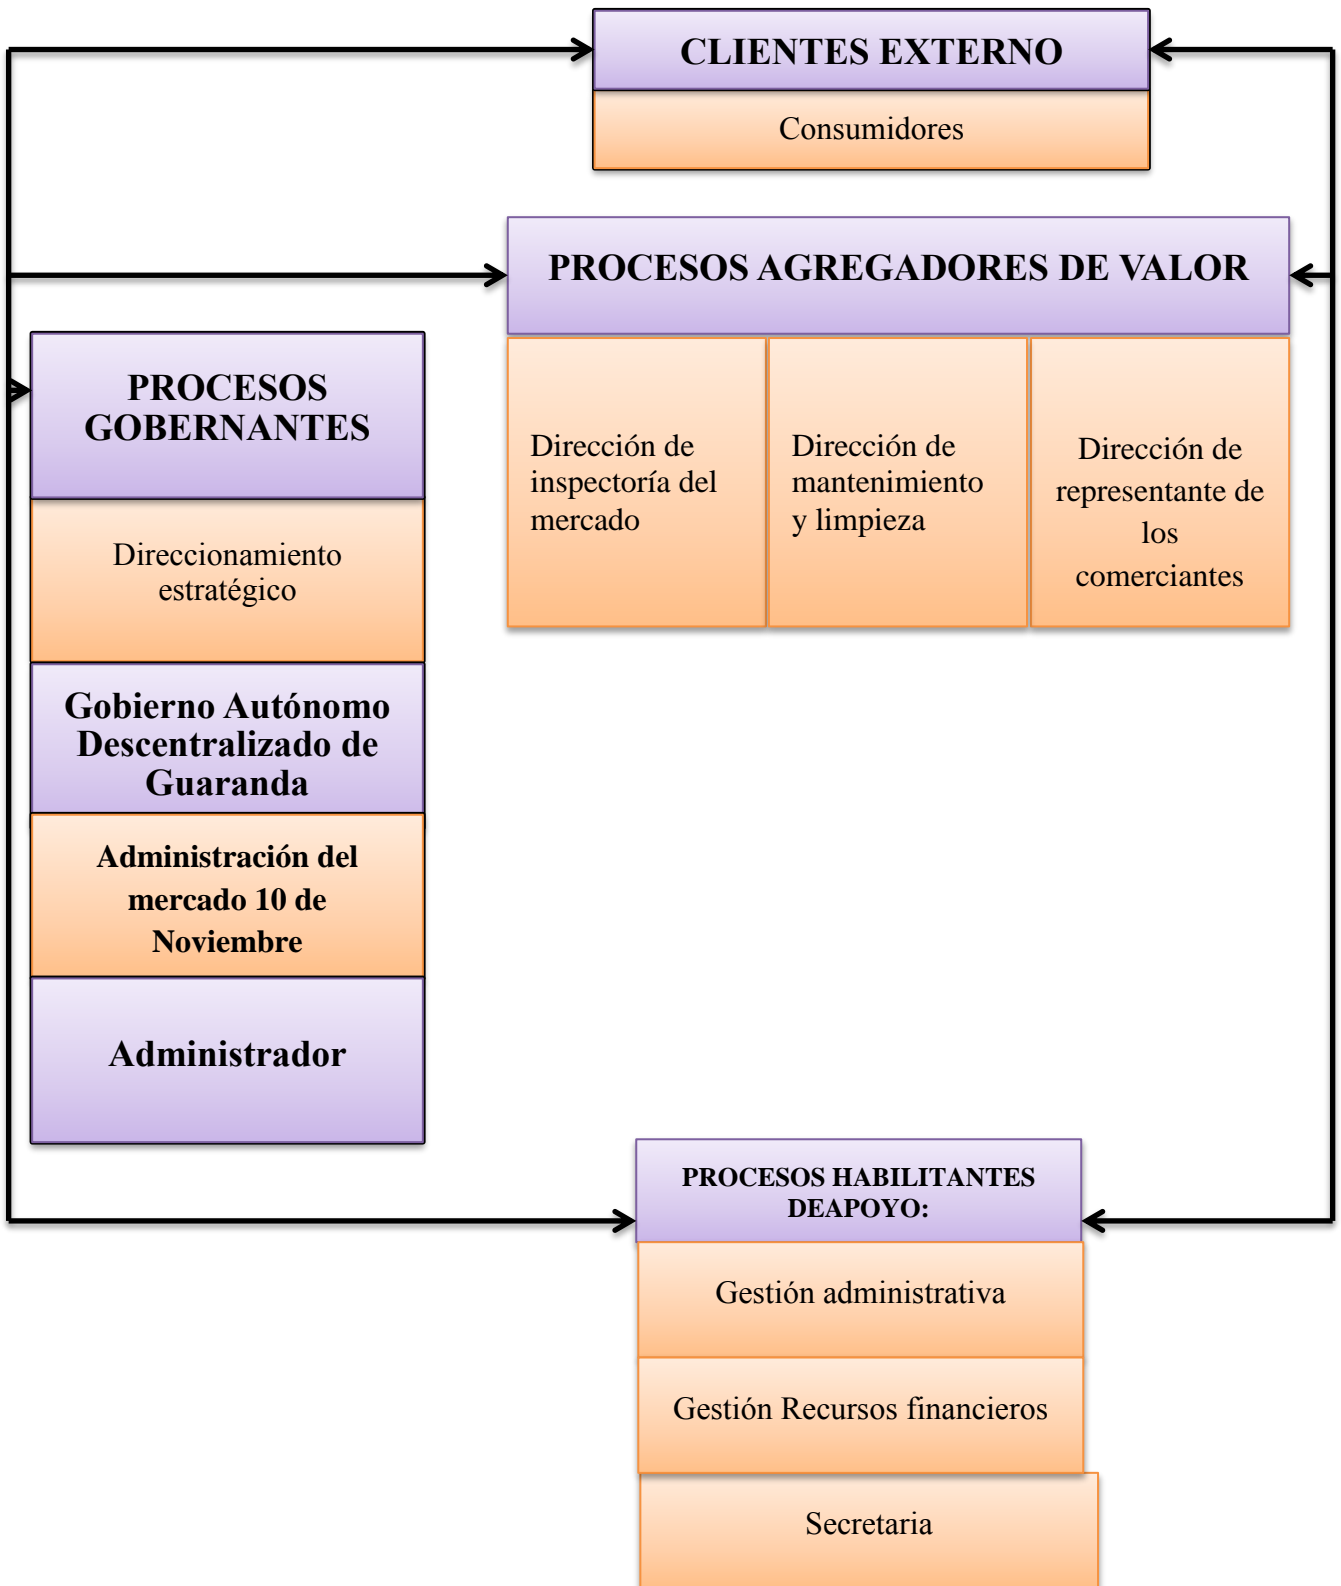 CLIENTES EXTERNO
Consumidores
PROCESOS AGREGADORES DE VALOR
Dirección de
inspectoría del
mercado
Dirección de
mantenimiento
y limpieza
Dirección de
representante de
los
comerciantes
PROCESOS
GOBERNANTES
Direccionamiento
estratégico
Gobierno Autónomo
Descentralizado de
Guaranda
Administración del
mercado 10 de
Noviembre
Administrador
PROCESOS HABILITANTES
DEAPOYO:
Gestión administrativa
Gestión Recursos financieros
Secretaria